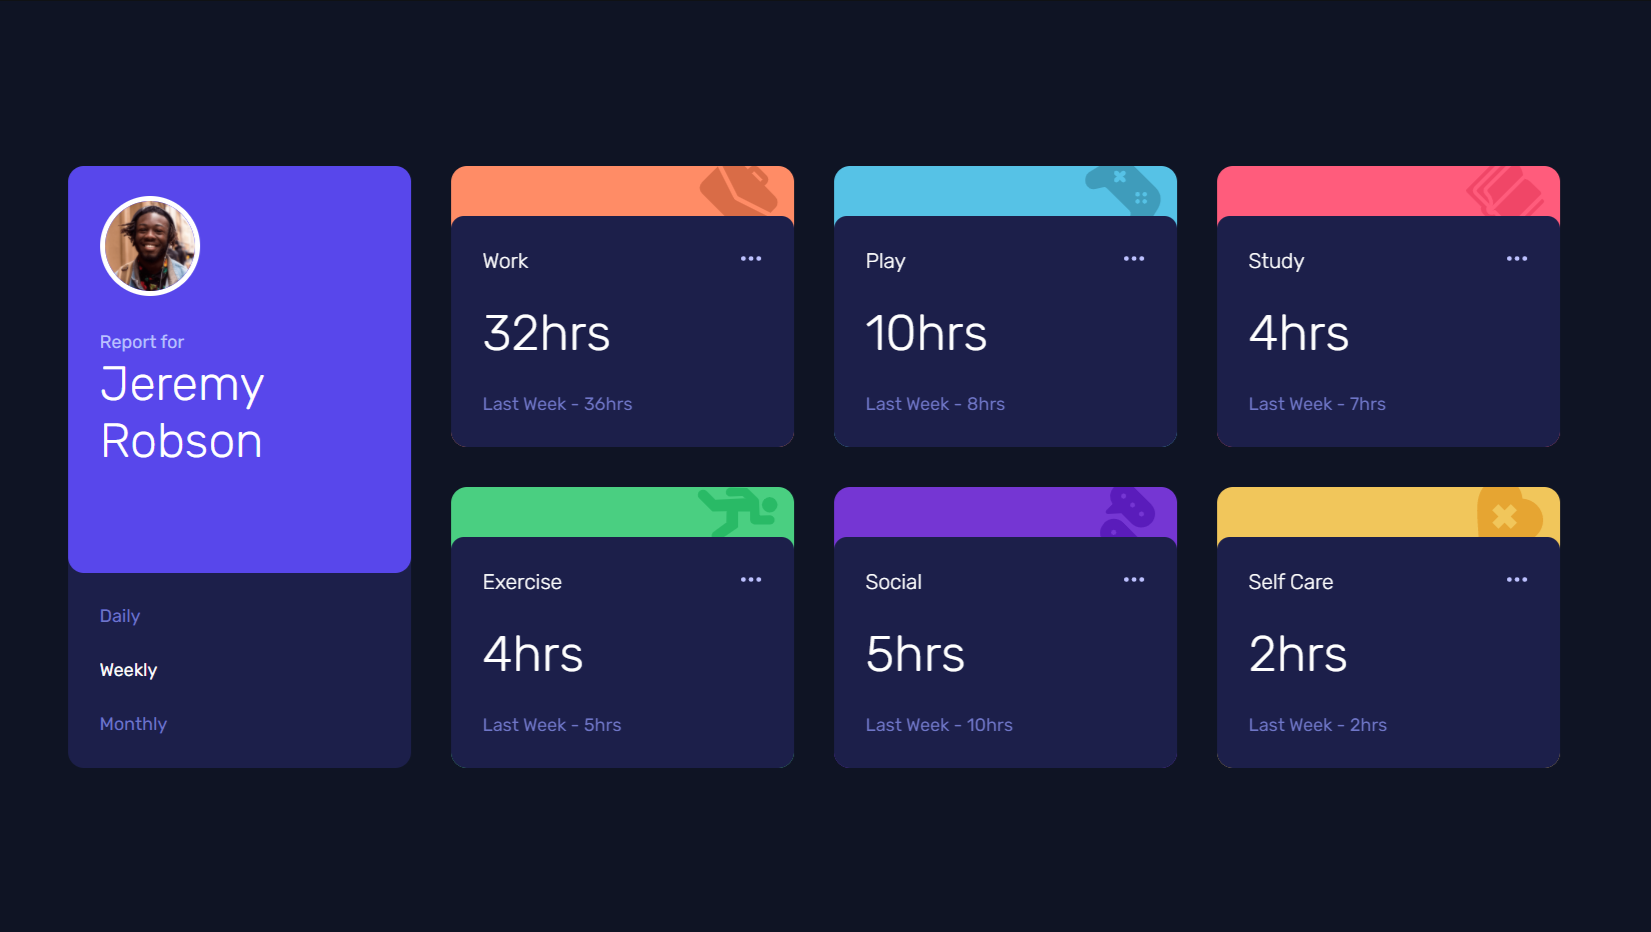 Report for
Jeremy
Robson
Daily
Weekly
Monthly
Work
32hrs
Last Week - 36hrs
Play
10hrs
Last Week - 8hrs
Study
4hrs
Last Week - 7hrs
Exercise
4hrs
Last Week - 5hrs
Social
5hrs
Last Week - 10hrs
Self Care
2hrs
Last Week - 2hrs